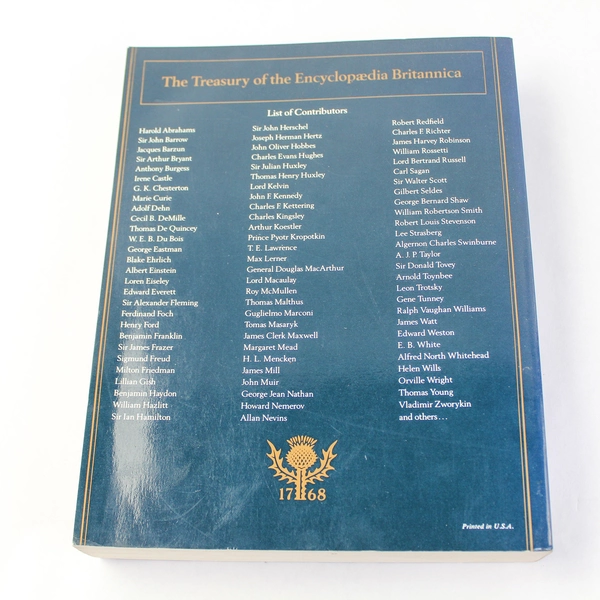 The Treasury of the Encyclopædia Britannica
List of Contributors
Harold Abrahams
Sir John Barrow
Jacques Barzun
Sir Arthur Bryant
Anthony Burgess
Irene Castle
G. K. Chesterton
Marie Curie
Adolf Dehn
Cecil B. DeMille
Thomas De Quincey
W. E. B. Du Bois
George Eastman
Blake Ehrlich
Albert Einstein
Loren Eiseley
Edward Everett
Sir Alexander Fleming
Ferdinand Foch
Henry Ford
Benjamin Franklin
Sir James Frazer
Sigmund Freud
Milton Friedman
Lillian Gish
Benjamin Haydon
William Hazlitt
Sir Ian Hamilton
Sir John Herschel
Joseph Herman Hertz
John Oliver Hobbes
Charles Evans Hughes
Sir Julian Huxley
Thomas Henry Huxley
Lord Kelvin
John F. Kennedy
Charles F. Kettering
Charles Kingsley
Arthur Koestler
Prince Pyotr Kropotkin
T. E. Lawrence
Max Lerner
General Douglas MacArthur
Lord Macaulay
Roy McMullen
Thomas Malthus
Guglielmo Marconi
Tomas Masaryk
James Clerk Maxwell
Margaret Mead
H. L. Mencken
James Mill
John Muir
George Jean Nathan
Howard Nemerov
Allan Nevins
Robert Redfield
Charles F. Richter
James Harvey Robinson
William Rossetti
Lord Bertrand Russell
Carl Sagan
Sir Walter Scott
Gilbert Seldes
George Bernard Shaw
William Robertson Smith
Robert Louis Stevenson
Lee Strasberg
Algernon Charles Swinburne
A. J. P. Taylor
Sir Donald Tovey
Arnold Toynbee
Leon Trotsky
Gene Tunney
Ralph Vaughan Williams
James Watt
Edward Weston
E. B. White
Alfred North Whitehead
Helen Wills
Orville Wright
Thomas Young
Vladimir Zworykin
and others...
1768
Printed in U.S.A.